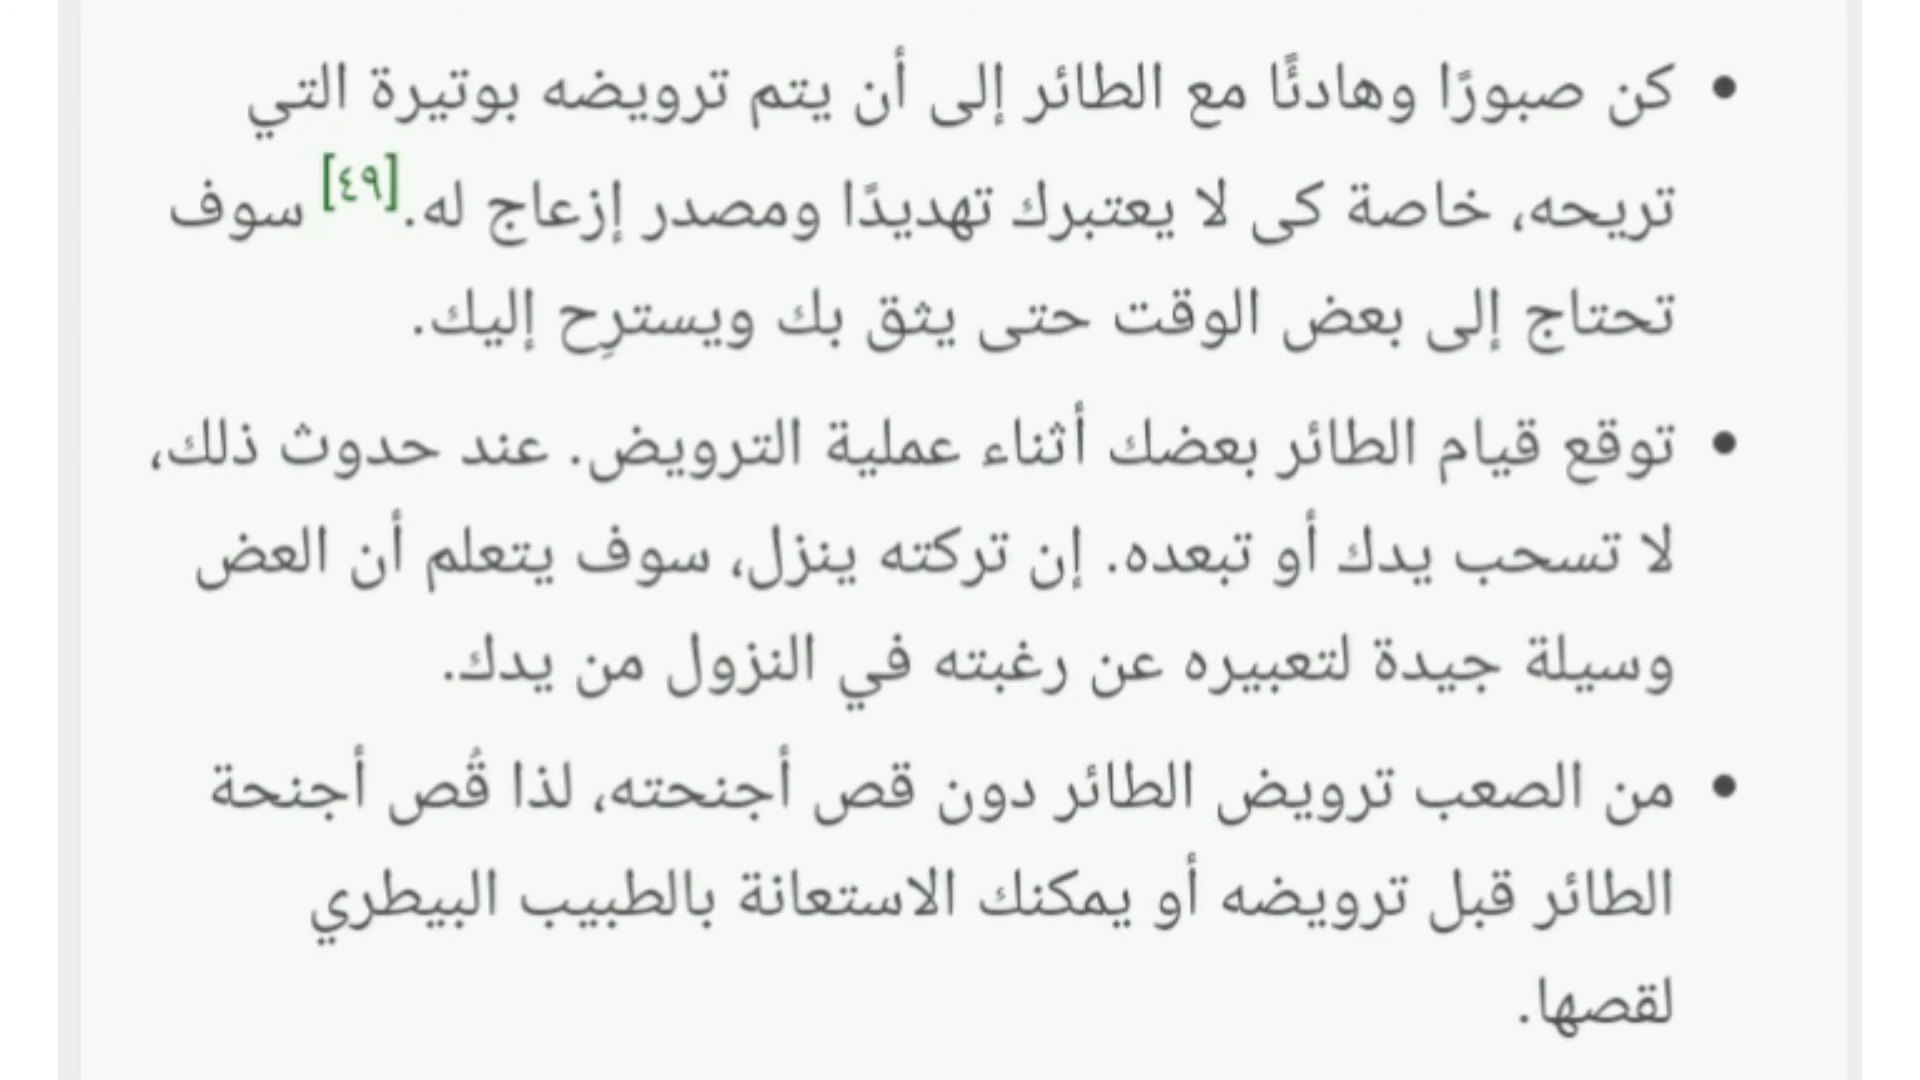 • كن صبورًا وهادئًا مع الطائر إلى أن يتم ترويضه بوتيرة التي
تريحه، خاصة كى لا يعتبرك تهديدًا ومصدر إزعاج له.[٤٩] سوف
تحتاج إلى بعض الوقت حتى يثق بك ويسترِح إليك.
• توقع قيام الطائر بعضك أثناء عملية الترويض. عند حدوث ذلك،
لا تسحب يدك أو تبعده. إن تركته ينزل، سوف يتعلم أن العض
وسيلة جيدة لتعبيره عن رغبته في النزول من يدك.
• من الصعب ترويض الطائر دون قص أجنحته، لذا قُص أجنحة
الطائر قبل ترويضه أو يمكنك الاستعانة بالطبيب البيطري
لقصها.